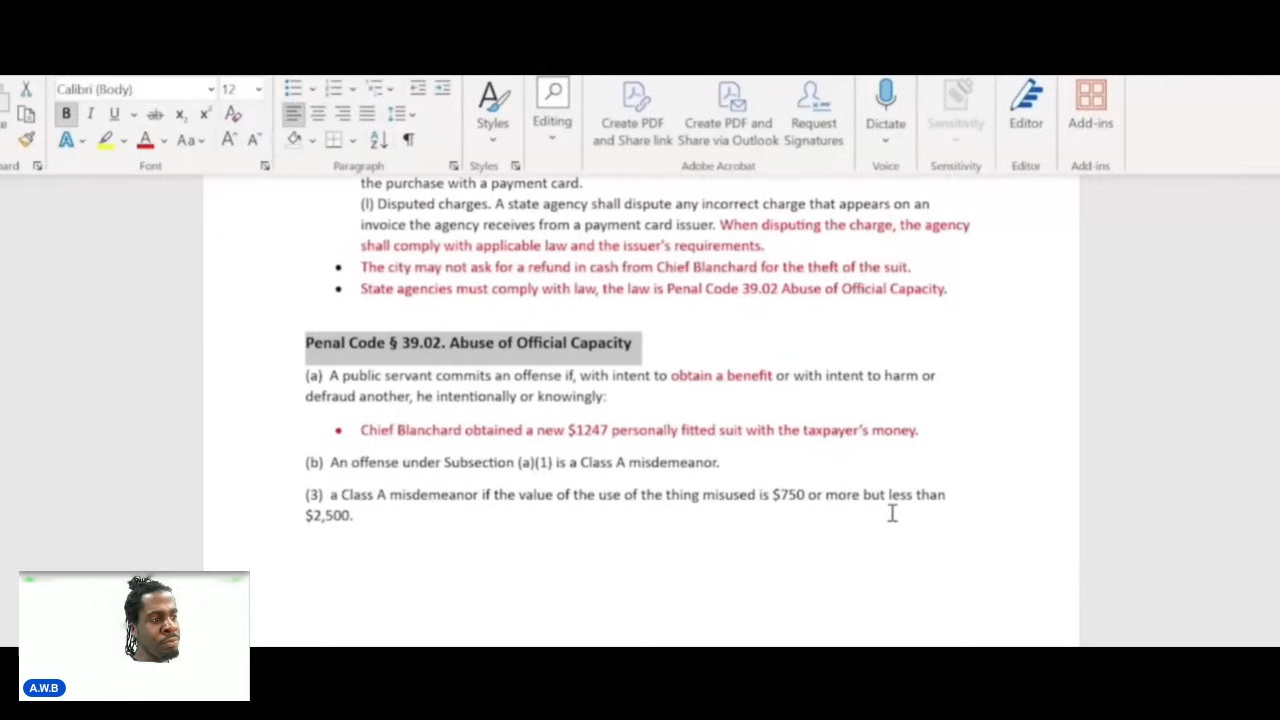 Calibri (Body) 12
B I U ab x₂ x²
A A Aa A A
Font
Paragraph
Styles
Styles
Editing
Create PDF and Share link
Create PDF and Share via Outlook
Request Signatures
Adobe Acrobat
Dictate
Voice
Sensitivity
Sensitivity
Editor
Editor
Add-ins
Add-ins
ard
the purchase with a payment card.
(l) Disputed charges. A state agency shall dispute any incorrect charge that appears on an
invoice the agency receives from a payment card issuer. When disputing the charge, the agency
shall comply with applicable law and the issuer's requirements.
• The city may not ask for a refund in cash from Chief Blanchard for the theft of the suit.
• State agencies must comply with law, the law is Penal Code 39.02 Abuse of Official Capacity.
Penal Code § 39.02. Abuse of Official Capacity
(a) A public servant commits an offense if, with intent to obtain a benefit or with intent to harm or
defraud another, he intentionally or knowingly:
• Chief Blanchard obtained a new $1247 personally fitted suit with the taxpayer's money.
(b) An offense under Subsection (a)(1) is a Class A misdemeanor.
(3) a Class A misdemeanor if the value of the use of the thing misused is $750 or more but less than
$2,500.
A.W.B